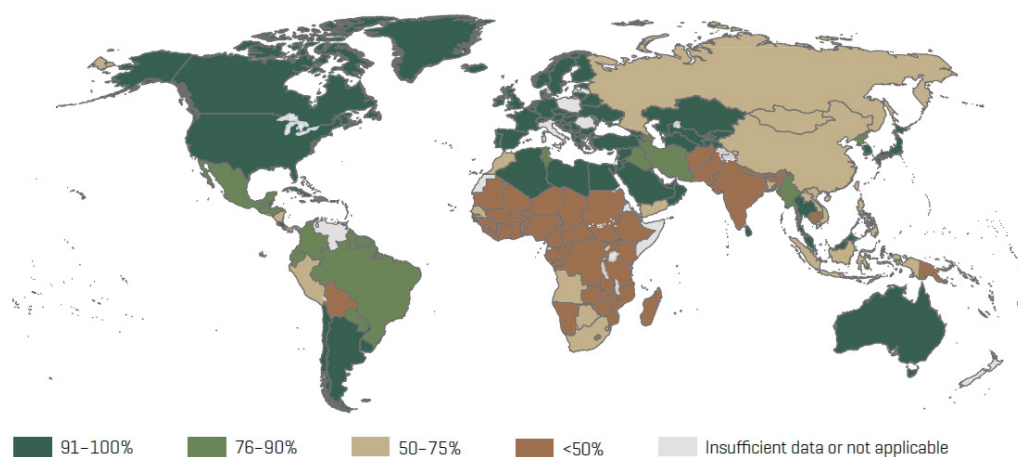 91–100%
76–90%
50–75%
<50%
Insufficient data or not applicable